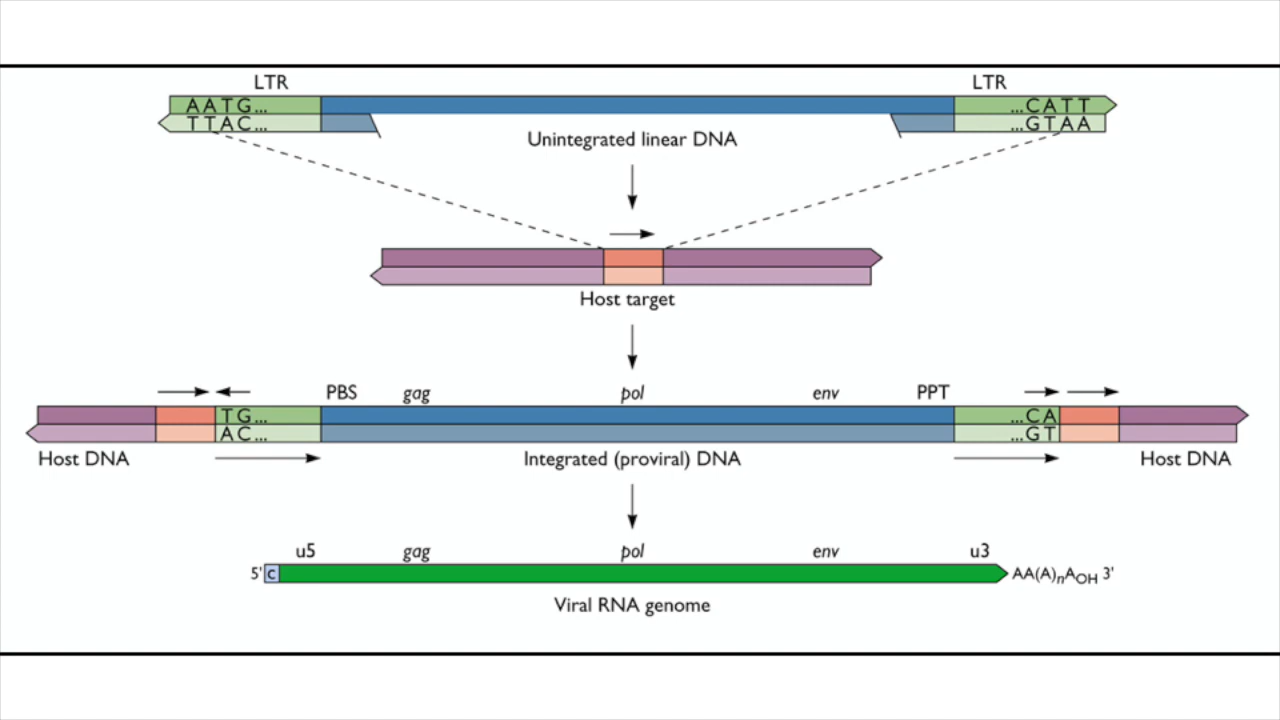 LTR LTR
AATG... ...CATT
TTAC... ...GTAA
Unintegrated linear DNA
Host target
PBS gag pol env PPT
TG... ...CA
AC... ...GT
Host DNA Integrated (proviral) DNA Host DNA
u5 gag pol env u3
5' c AA(A)nAOH 3'
Viral RNA genome